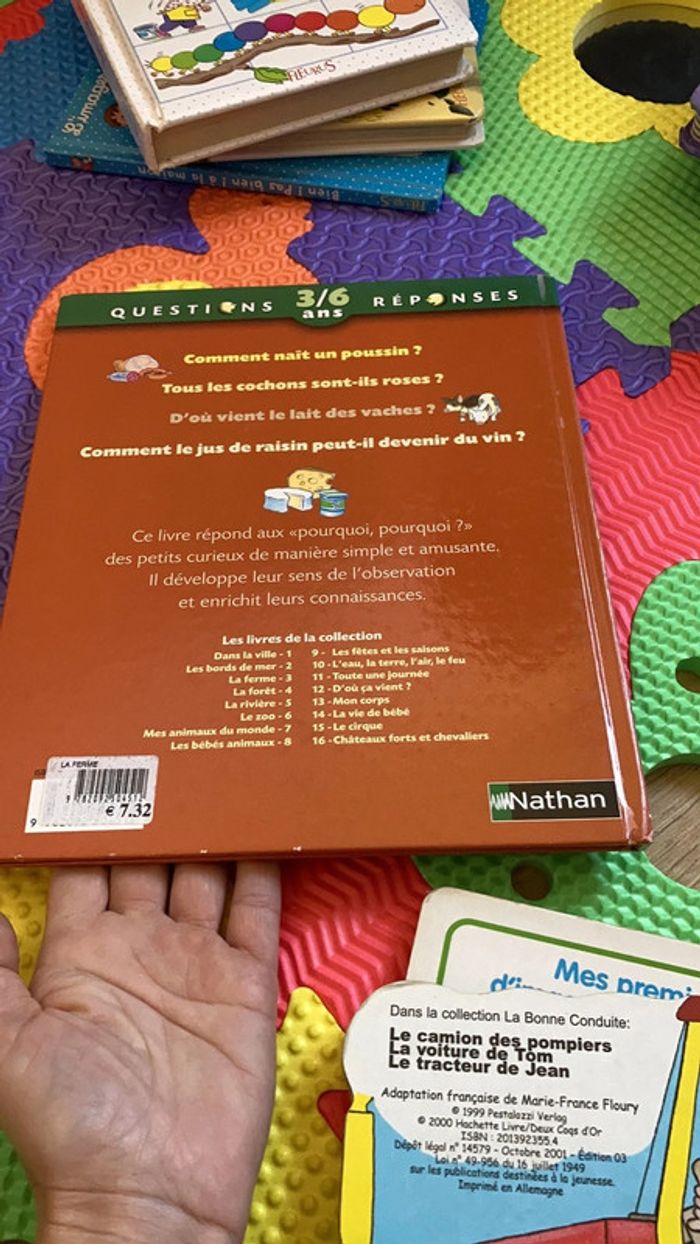 FLEURUS
Bien ! Pas bien ! à la maison
QUESTIONS 3/6 ans RÉPONSES
Comment naît un poussin ?
Tous les cochons sont-ils roses ?
D'où vient le lait des vaches ?
Comment le jus de raisin peut-il devenir du vin ?
Ce livre répond aux «pourquoi, pourquoi ?»
des petits curieux de manière simple et amusante.
Il développe leur sens de l'observation
et enrichit leurs connaissances.
Les livres de la collection
Dans la ville - 1
Les bords de mer - 2
La ferme - 3
La forêt - 4
La rivière - 5
Le zoo - 6
Mes animaux du monde - 7
Les bébés animaux - 8
9 - Les fêtes et les saisons
10 - L'eau, la terre, l'air, le feu
11 - Toute une journée
12 - D'où ça vient ?
13 - Mon corps
14 - La vie de bébé
15 - Le cirque
16 - Châteaux forts et chevaliers
LA FERME
€ 7.32
9
Nathan
Mes premi
Dans la collection La Bonne Conduite:
Le camion des pompiers
La voiture de Tom
Le tracteur de Jean
Adaptation française de Marie-France Floury
© 1999 Pestalozzi Verlag
© 2000 Hachette Livre/Deux Coqs d'Or
ISBN : 201392355.4
Dépôt légal n° 14579 - Octobre 2001 - Édition 03
Loi n° 49-956 du 16 juillet 1949
sur les publications destinées à la jeunesse.
Imprimé en Allemagne